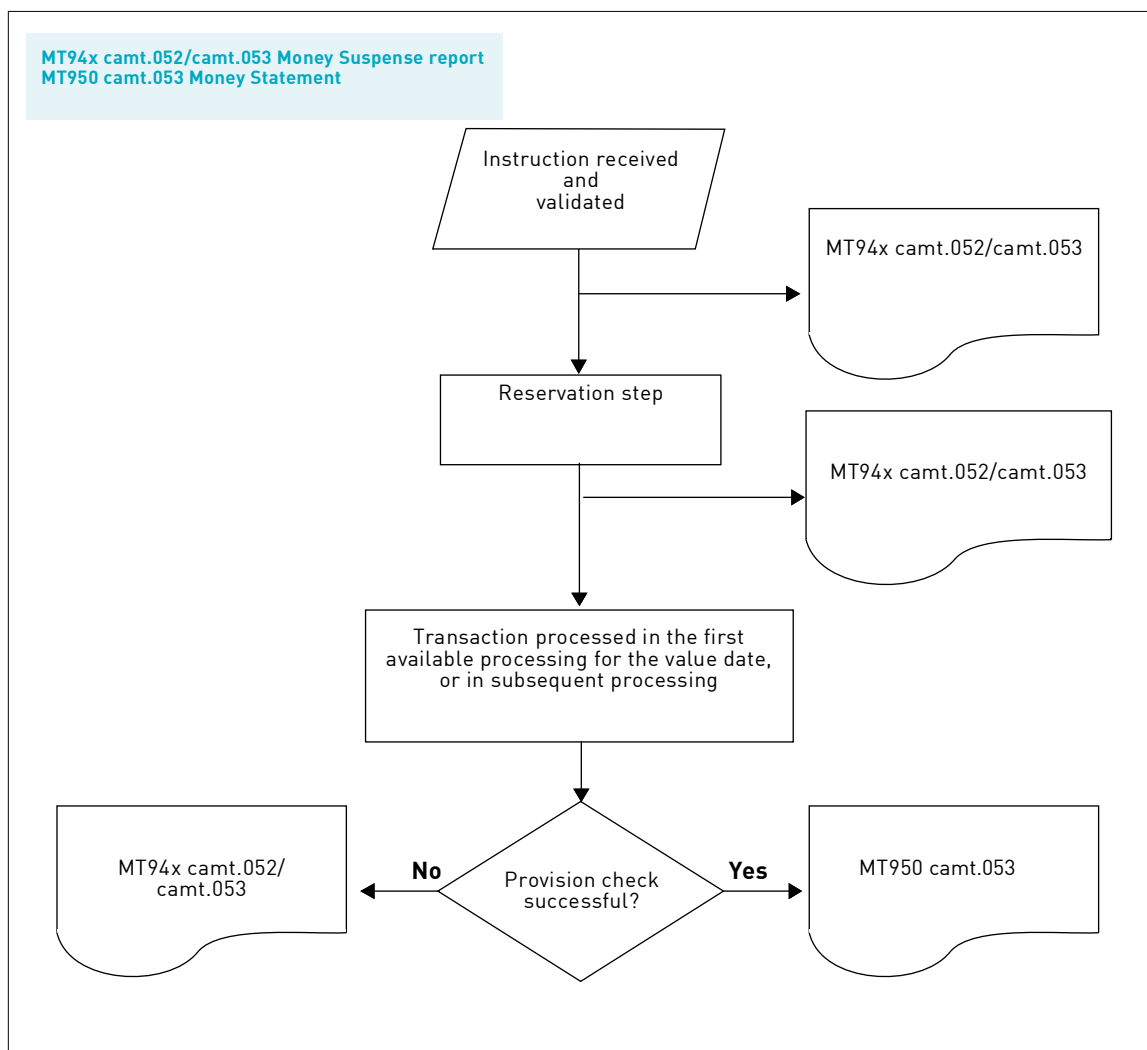 MT94x camt.052/camt.053 Money Suspense report
MT950 camt.053 Money Statement
Instruction received
and
validated
MT94x camt.052/camt.053
Reservation step
MT94x camt.052/camt.053
Transaction processed in the first
available processing for the value date,
or in subsequent processing
MT94x camt.052/
camt.053
No
Provision check
successful?
Yes
MT950 camt.053